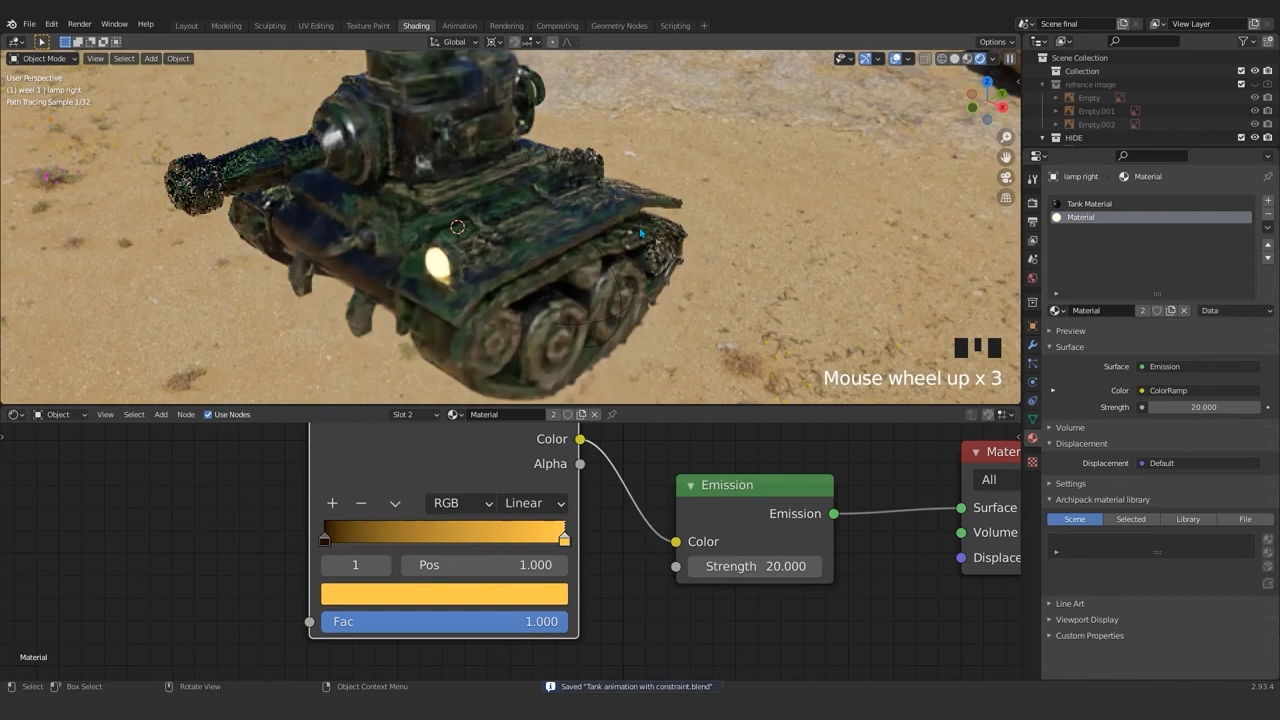 File Edit Render Window Help Layout Modeling Sculpting UV Editing Texture Paint Shading Animation Rendering Compositing Geometry Nodes Scripting Scene final View Layer
Global Options
Object Mode View Select Add Object
User Perspective
(1) weel 1 | lamp right
Path Tracing Sample 1/32
Z
Y
X
Scene Collection
Collection
refrence image
Empty
Empty.001
Empty.002
HIDE
lamp right Material
Tank Material
Material
Material 2 Data
Preview
Surface
Surface Emission
Color ColorRamp
Strength 20.000
Volume
Displacement
Displacement Default
Settings
Archipack material library
Scene Selected Library File
Line Art
Viewport Display
Custom Properties
Mouse wheel up x 3
Object View Select Add Node Use Nodes Slot 2 Material 2
Color
Alpha
RGB Linear
1 Pos 1.000
Fac 1.000
Emission
Emission
Color
Strength 20.000
Mater
All
Surface
Volume
Displace
Material
Select Box Select Rotate View Object Context Menu Saved "Tank animation with constraint.blend" 2.93.4